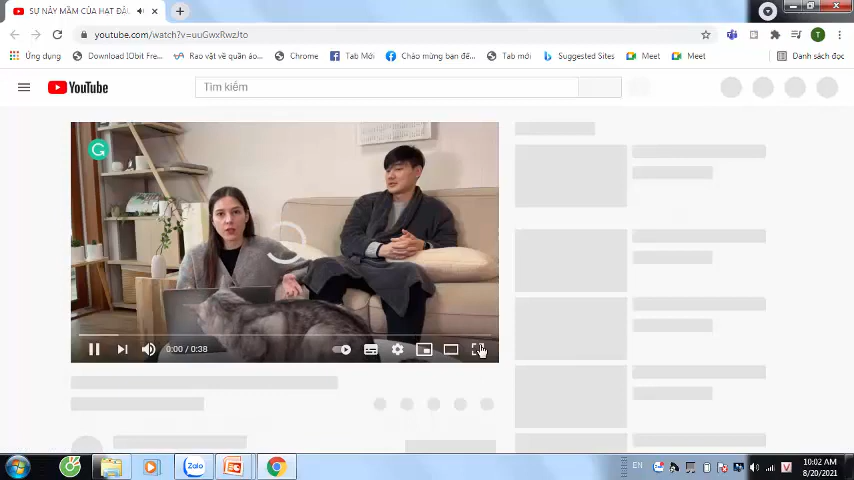 SỰ NẢY MẦM CỦA HẠT ĐẬU
youtube.com/watch?v=uuGwxRwzJto
Ứng dụng
Download IObit Free...
Rao vặt về quần áo...
Chrome
Tab Mới
Chào mừng bạn đế...
Tab mới
Suggested Sites
Meet
Meet
Danh sách đọc
YouTube
Tìm kiếm
0:00 / 0:38
EN
V
10:02 AM
8/20/2021
Zalo
T